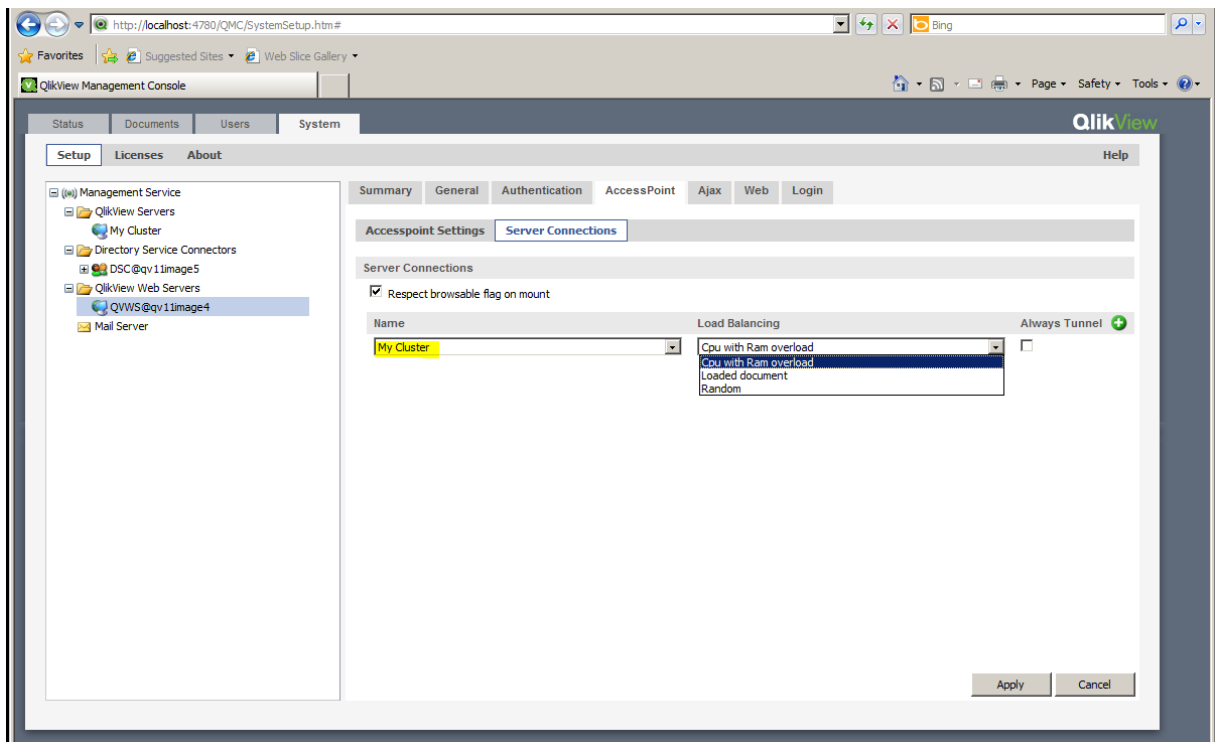 http://localhost:4780/QMC/SystemSetup.htm#
Bing
Favorites Suggested Sites Web Slice Gallery
QlikView Management Console
Page Safety Tools
Status Documents Users System
QlikView
Setup Licenses About
Help
Management Service
QlikView Servers
My Cluster
Directory Service Connectors
DSC@qv11image5
QlikView Web Servers
QVWS@qv11image4
Mail Server
Summary General Authentication AccessPoint Ajax Web Login
Accesspoint Settings Server Connections
Server Connections
Respect browsable flag on mount
Name Load Balancing Always Tunnel
My Cluster Cpu with Ram overload
Cpu with Ram overload
Loaded document
Random
Apply Cancel